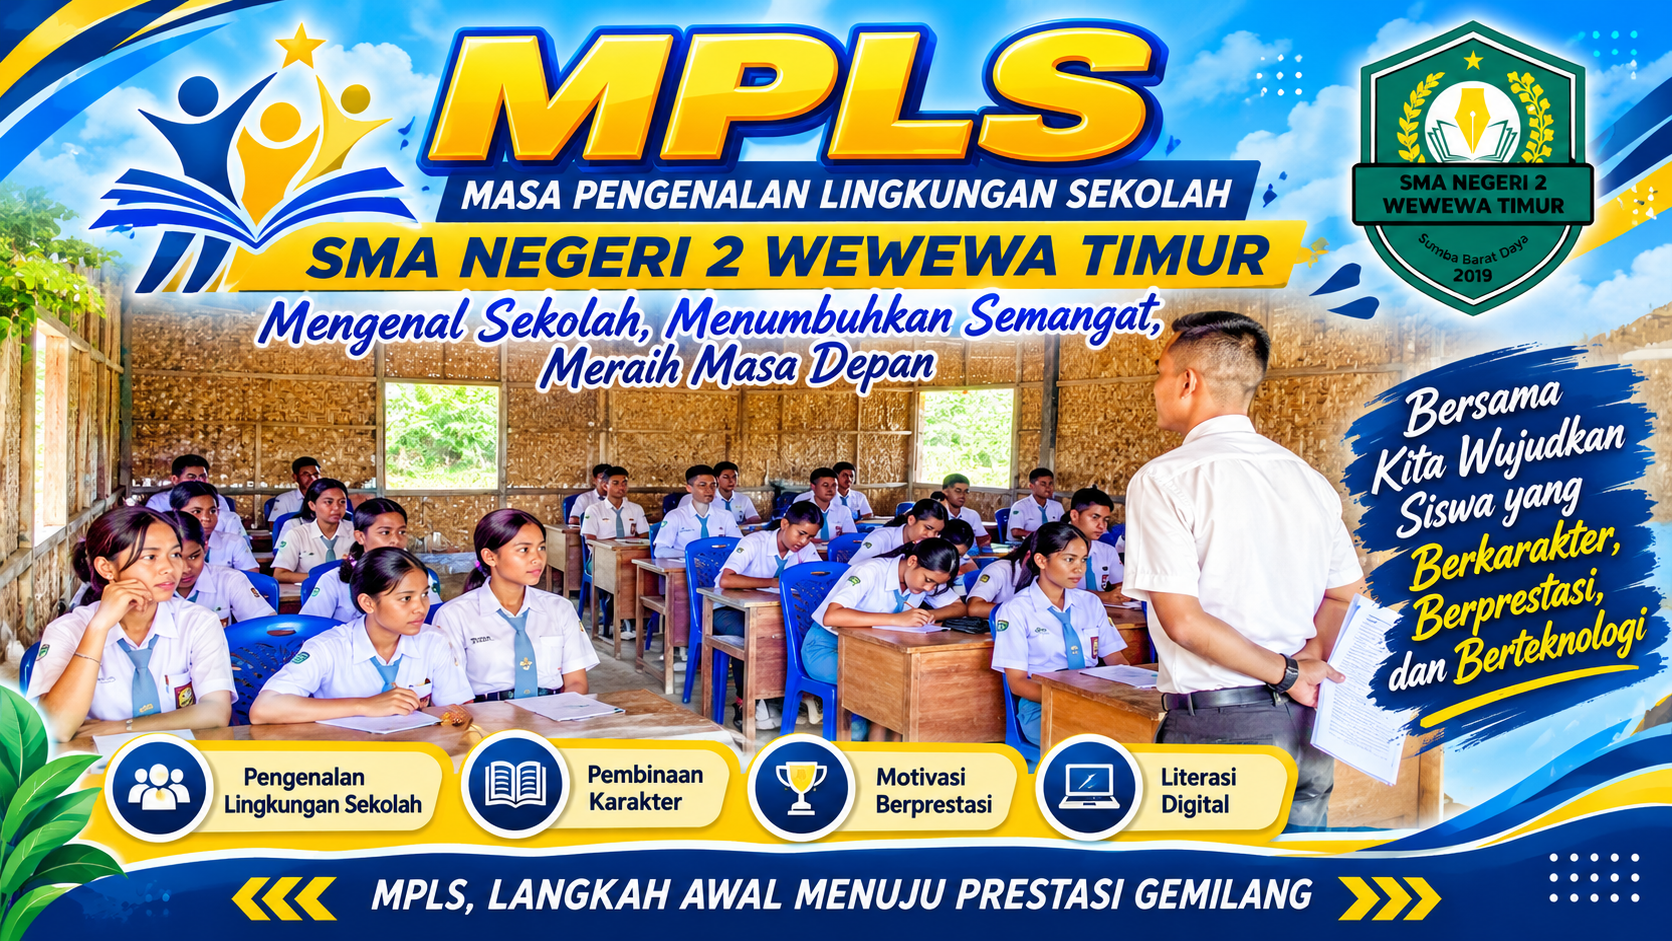 MPLS
MASA PENGENALAN LINGKUNGAN SEKOLAH
SMA NEGERI 2 WEWEWA TIMUR
Mengenal Sekolah, Menumbuhkan Semangat,
Meraih Masa Depan
SMA NEGERI 2
WEWEWA TIMUR
Sumba Barat Daya
2019
Bersama
Kita Wujudkan
Siswa yang
Berkarakter,
Berprestasi,
dan Berteknologi
Pengenalan
Lingkungan Sekolah
Pembinaan
Karakter
Motivasi
Berprestasi
Literasi
Digital
MPLS, LANGKAH AWAL MENUJU PRESTASI GEMILANG